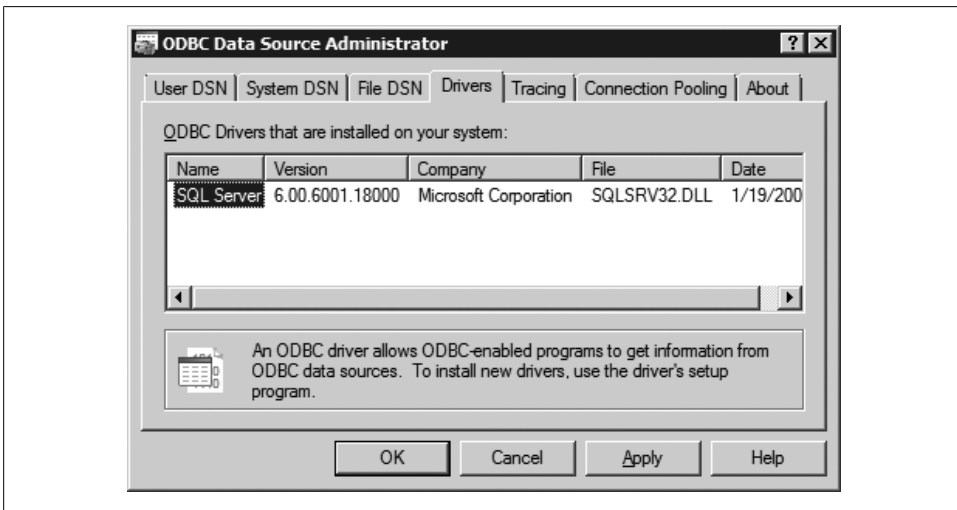 ODBC Data Source Administrator
User DSN System DSN File DSN Drivers Tracing Connection Pooling About
ODBC Drivers that are installed on your system:
Name Version Company File Date
SQL Server 6.00.6001.18000 Microsoft Corporation SQLSRV32.DLL 1/19/200
An ODBC driver allows ODBC-enabled programs to get information from
ODBC data sources. To install new drivers, use the driver's setup
program.
OK Cancel Apply Help